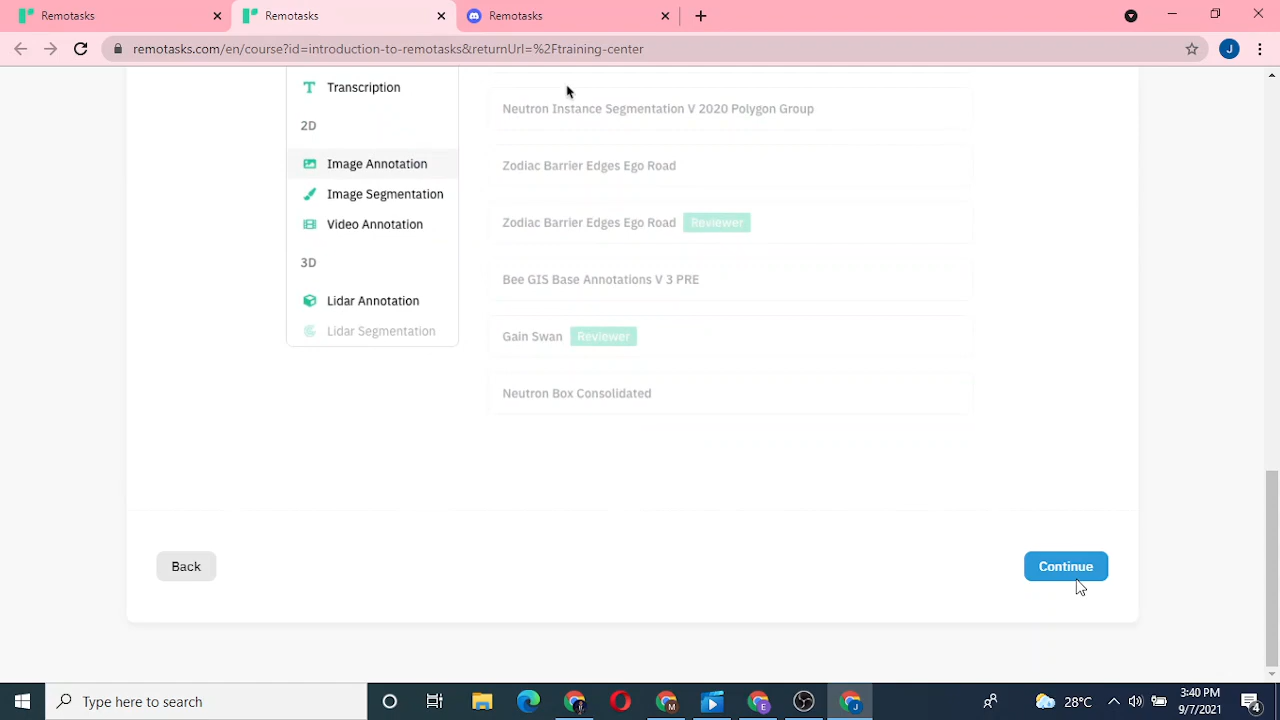 Remotasks
Remotasks
Remotasks
remotasks.com/en/course?id=introduction-to-remotasks&returnUrl=%2Ftraining-center
J
Transcription
2D
Image Annotation
Image Segmentation
Video Annotation
3D
Lidar Annotation
Lidar Segmentation
Neutron Instance Segmentation V 2020 Polygon Group
Zodiac Barrier Edges Ego Road
Zodiac Barrier Edges Ego Road Reviewer
Bee GIS Base Annotations V 3 PRE
Gain Swan Reviewer
Neutron Box Consolidated
Back
Continue
Type here to search
M
E
J
28°C
3:40 PM
9/7/2021
4